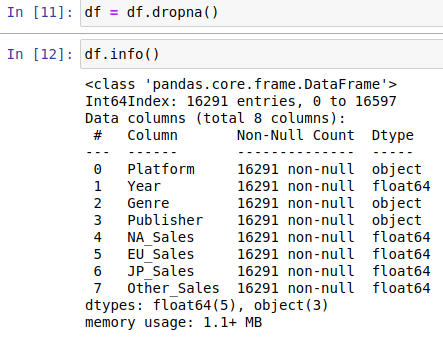 In [11]: df = df.dropna()
In [12]: df.info()
<class 'pandas.core.frame.DataFrame'>
Int64Index: 16291 entries, 0 to 16597
Data columns (total 8 columns):
 #   Column       Non-Null Count  Dtype
---  ------       --------------  -----
 0   Platform     16291 non-null  object
 1   Year         16291 non-null  float64
 2   Genre        16291 non-null  object
 3   Publisher    16291 non-null  object
 4   NA_Sales     16291 non-null  float64
 5   EU_Sales     16291 non-null  float64
 6   JP_Sales     16291 non-null  float64
 7   Other_Sales  16291 non-null  float64
dtypes: float64(5), object(3)
memory usage: 1.1+ MB